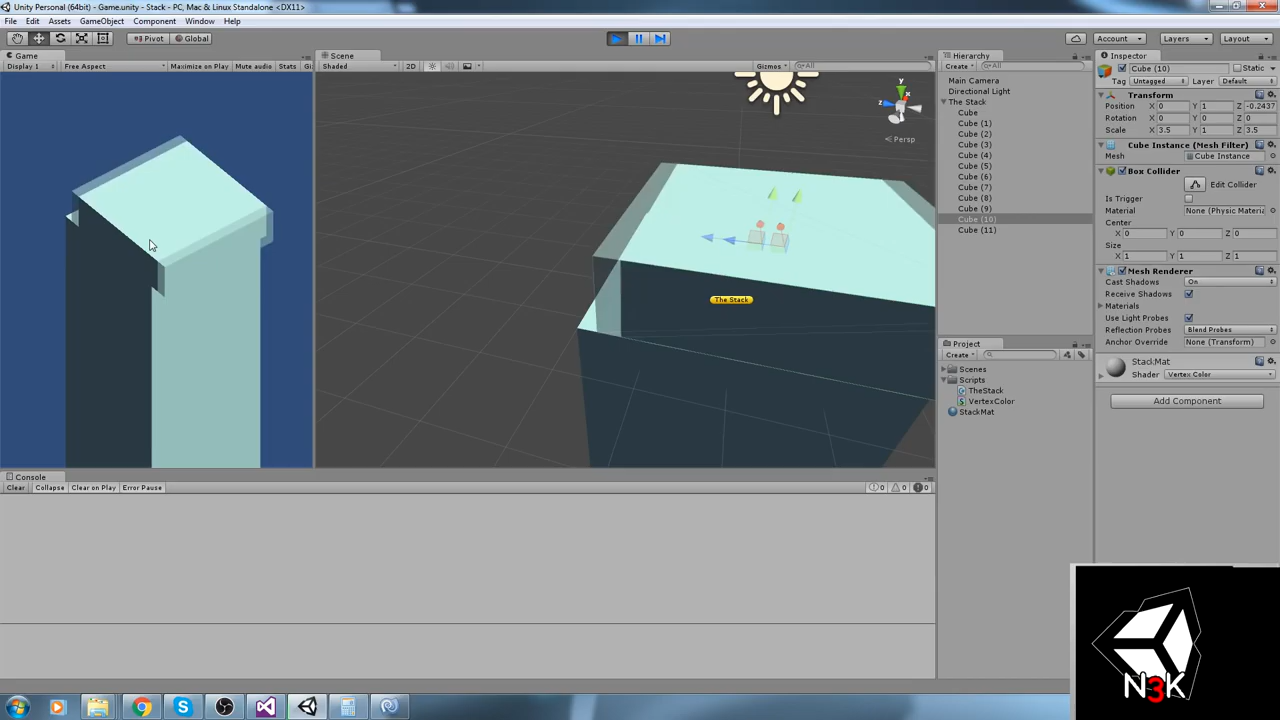 Unity Personal (64bit) - Game.unity - Stack - PC, Mac & Linux Standalone <DX11>
File Edit Assets GameObject Component Window Help
Pivot Global Account Layers Layout
Game
Display 1 Free Aspect Maximize on Play Mute audio Stats Gi
Scene
Shaded 2D Gizmos All
y
x
z
Persp
The Stack
Hierarchy
Create All
Main Camera
Directional Light
The Stack
Cube
Cube (1)
Cube (2)
Cube (3)
Cube (4)
Cube (5)
Cube (6)
Cube (7)
Cube (8)
Cube (9)
Cube (10)
Cube (11)
Project
Create
Scenes
Scripts
TheStack
VertexColor
StackMat
Inspector
Cube (10) Static
Tag Untagged Layer Default
Transform
Position X 0 Y 1 Z -0.2437
Rotation X 0 Y 0 Z 0
Scale X 3.5 Y 1 Z 3.5
Cube Instance (Mesh Filter)
Mesh Cube Instance
Box Collider
Edit Collider
Is Trigger
Material None (Physic Materia
Center
X 0 Y 0 Z 0
Size
X 1 Y 1 Z 1
Mesh Renderer
Cast Shadows On
Receive Shadows
Materials
Use Light Probes
Reflection Probes Blend Probes
Anchor Override None (Transform)
StackMat
Shader Vertex Color
Add Component
Console
Clear Collapse Clear on Play Error Pause 0 0 0
N3K